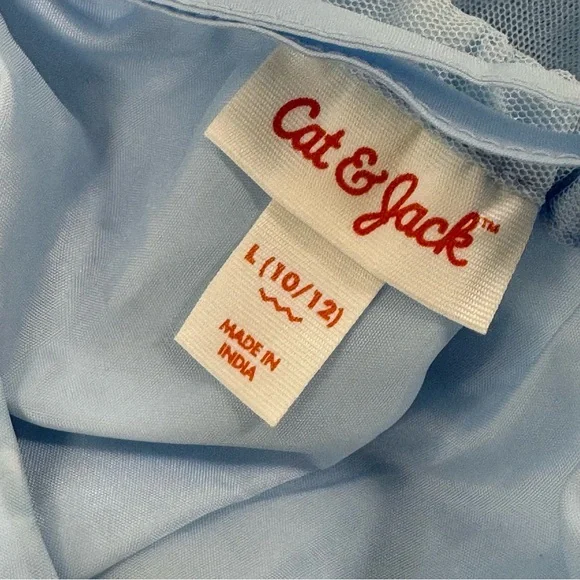 Cat & Jack™
L (10/12)
MADE IN
INDIA